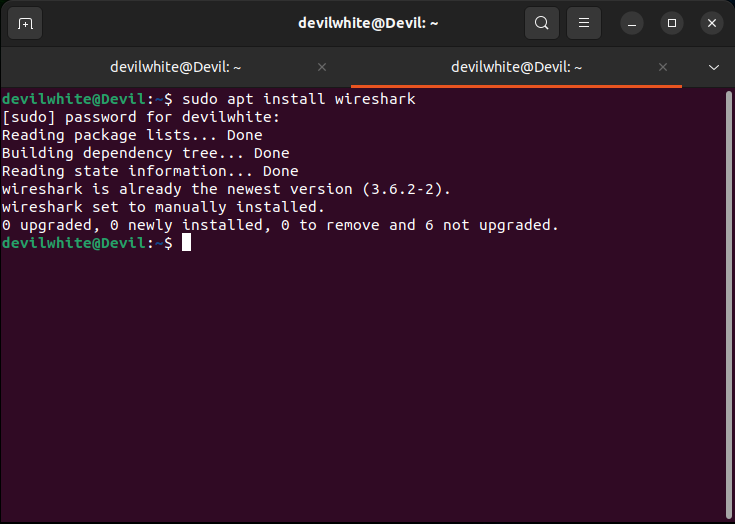 devilwhite@Devil: ~
devilwhite@Devil: ~
devilwhite@Devil: ~
devilwhite@Devil:~$ sudo apt install wireshark
[sudo] password for devilwhite:
Reading package lists... Done
Building dependency tree... Done
Reading state information... Done
wireshark is already the newest version (3.6.2-2).
wireshark set to manually installed.
0 upgraded, 0 newly installed, 0 to remove and 6 not upgraded.
devilwhite@Devil:~$